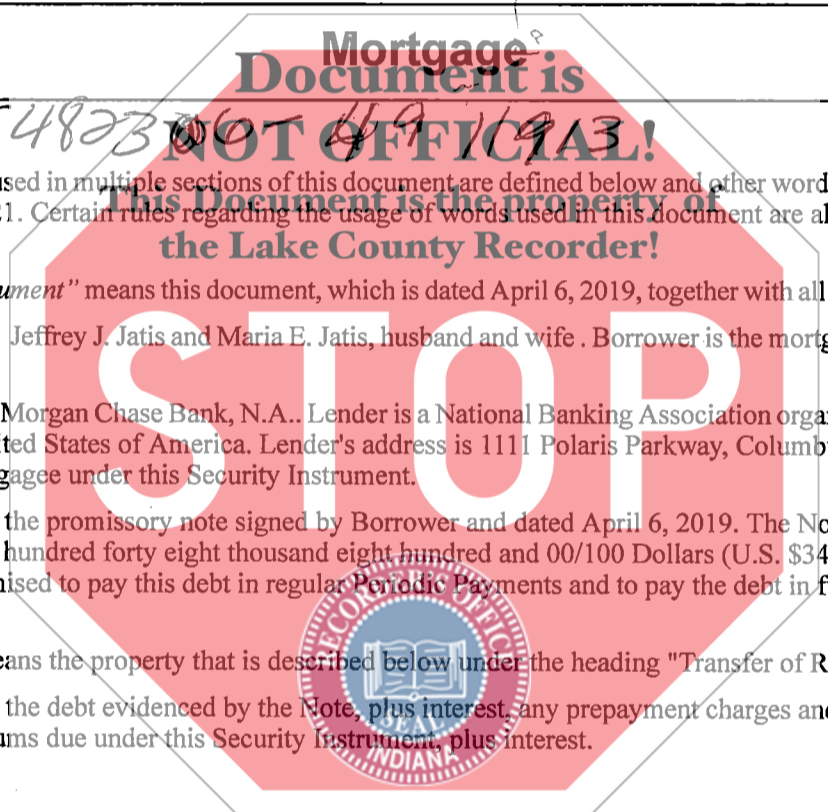 Mortgage
Document is
NOT OFFICIAL!
This Document is the property of
the Lake County Recorder!
sed in multiple sections of this document are defined below and other word
1. Certain rules regarding the usage of words used in this document are al
ument" means this document, which is dated April 6, 2019, together with all
Jeffrey J. Jatis and Maria E. Jatis, husband and wife . Borrower is the mortg
Morgan Chase Bank, N.A.. Lender is a National Banking Association orga
ted States of America. Lender's address is 1111 Polaris Parkway, Columb
gagee under this Security Instrument.
STOP
the promissory note signed by Borrower and dated April 6, 2019. The No
hundred forty eight thousand eight hundred and 00/100 Dollars (U.S. $34
ised to pay this debt in regular Periodic Payments and to pay the debt in f
eans the property that is described below under the heading "Transfer of R
the debt evidenced by the Note, plus interest, any prepayment charges and
ums due under this Security Instrument, plus interest.
RECORDER OFFICE
SEAL
INDIANA